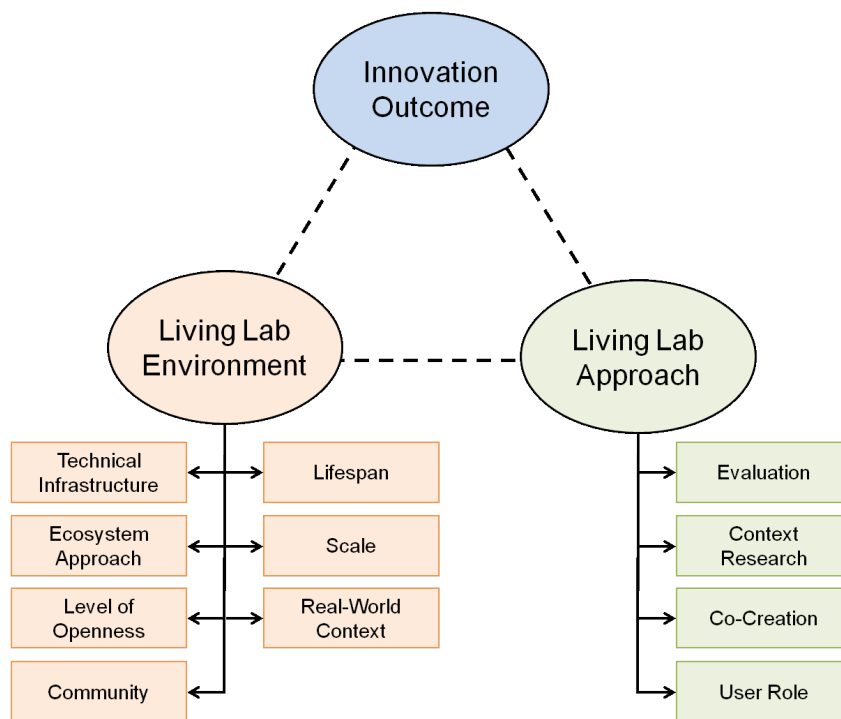 Innovation
Outcome
Living Lab
Environment
Living Lab
Approach
Technical
Infrastructure
Lifespan
Ecosystem
Approach
Scale
Level of
Openness
Real-World
Context
Community
Evaluation
Context
Research
Co-Creation
User Role